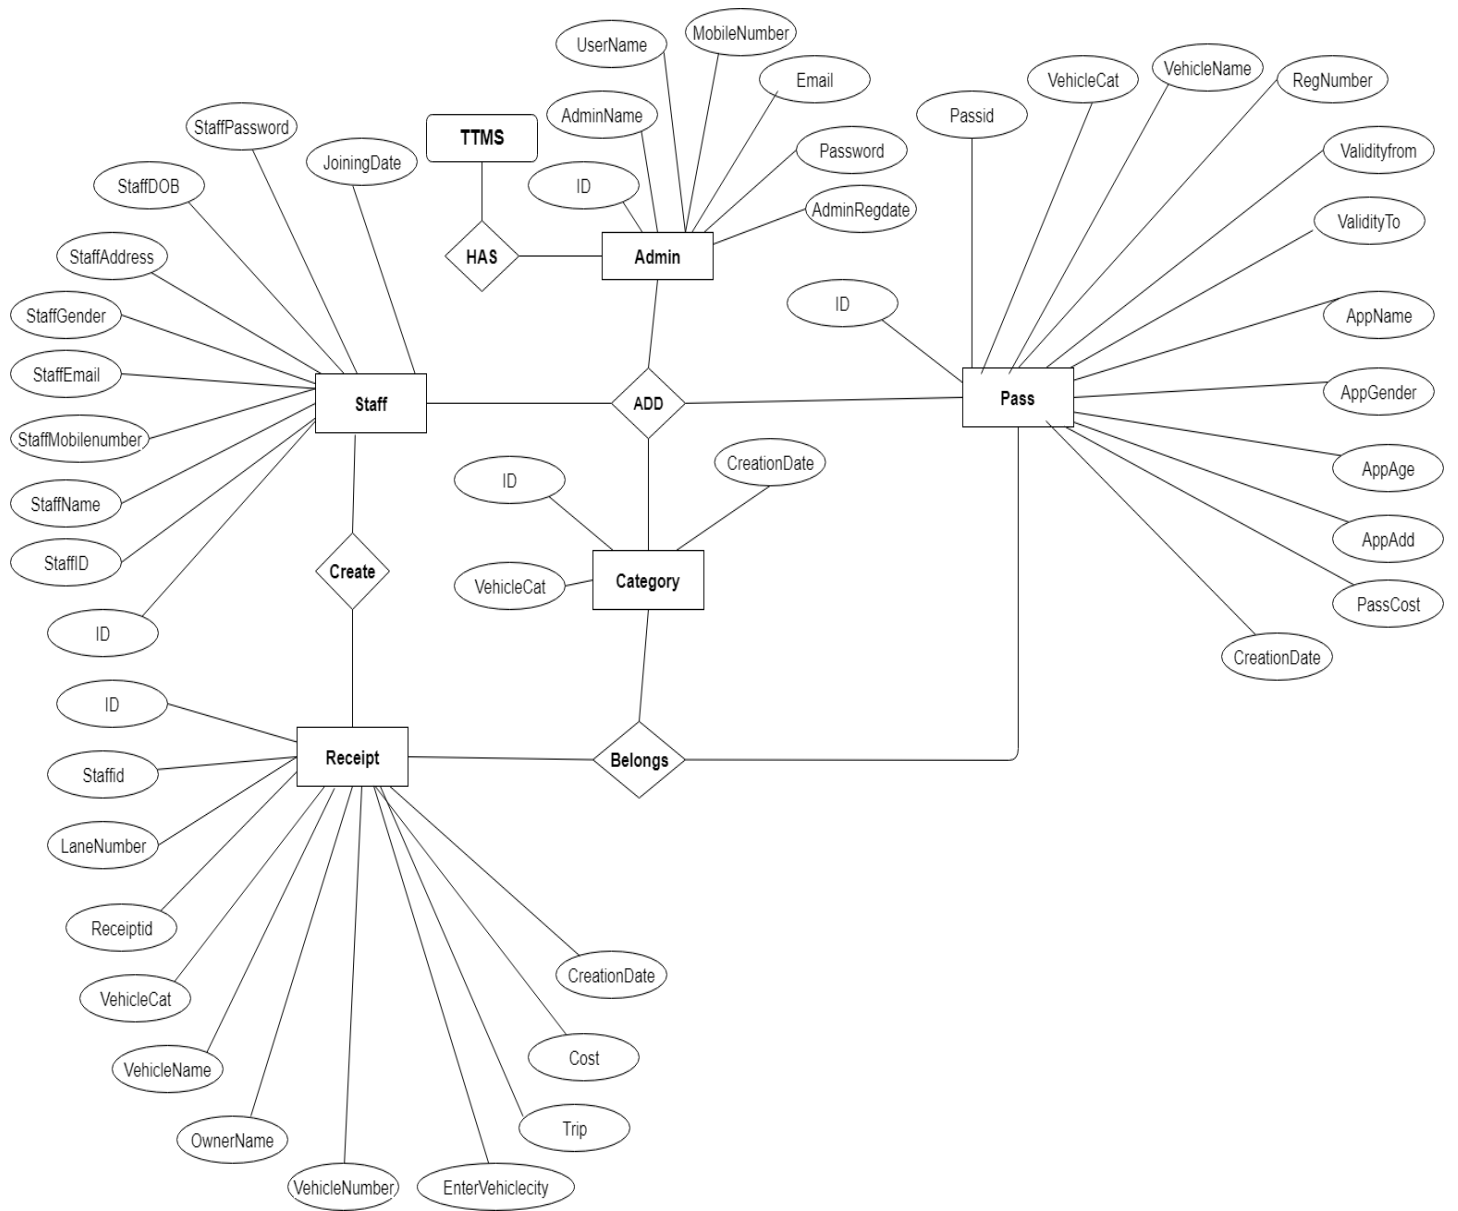 MobileNumber
UserName
VehicleName
VehicleCat
RegNumber
Email
AdminName
Passid
StaffPassword
TTMS
JoiningDate
Password
Validityfrom
StaffDOB
ID
AdminRegdate
ValidityTo
StaffAddress
HAS
Admin
ID
StaffGender
AppName
StaffEmail
AppGender
Staff
ADD
Pass
StaffMobilenumber
CreationDate
AppAge
ID
StaffName
AppAdd
StaffID
Create
Category
VehicleCat
PassCost
ID
CreationDate
ID
Receipt
Belongs
Staffid
LaneNumber
Receiptid
CreationDate
VehicleCat
Cost
VehicleName
Trip
OwnerName
VehicleNumber
EnterVehiclecity